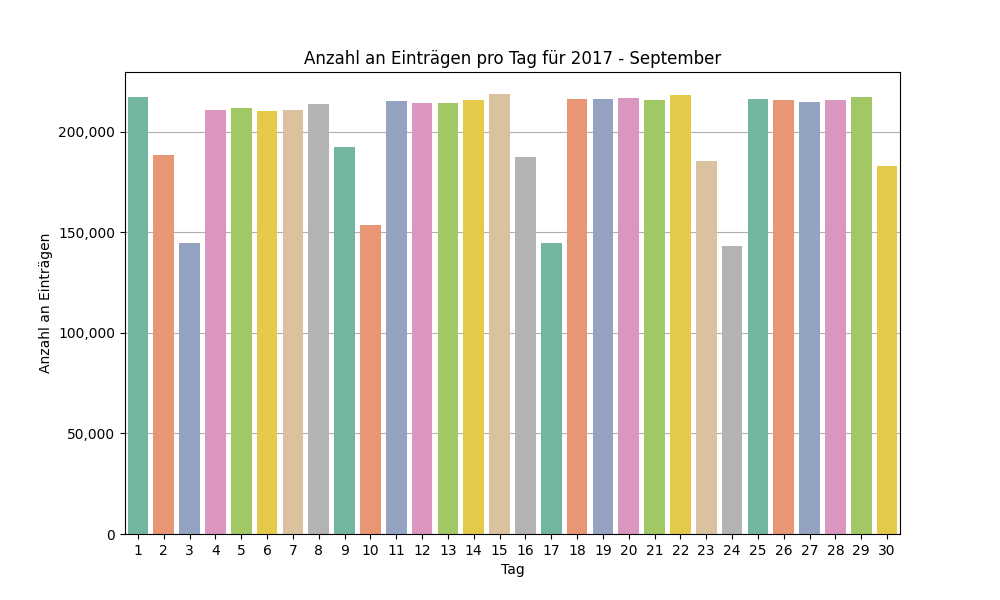 Anzahl an Einträgen pro Tag für 2017 - September
200,000
150,000
100,000
50,000
0
Anzahl an Einträgen
1 2 3 4 5 6 7 8 9 10 11 12 13 14 15 16 17 18 19 20 21 22 23 24 25 26 27 28 29 30
Tag